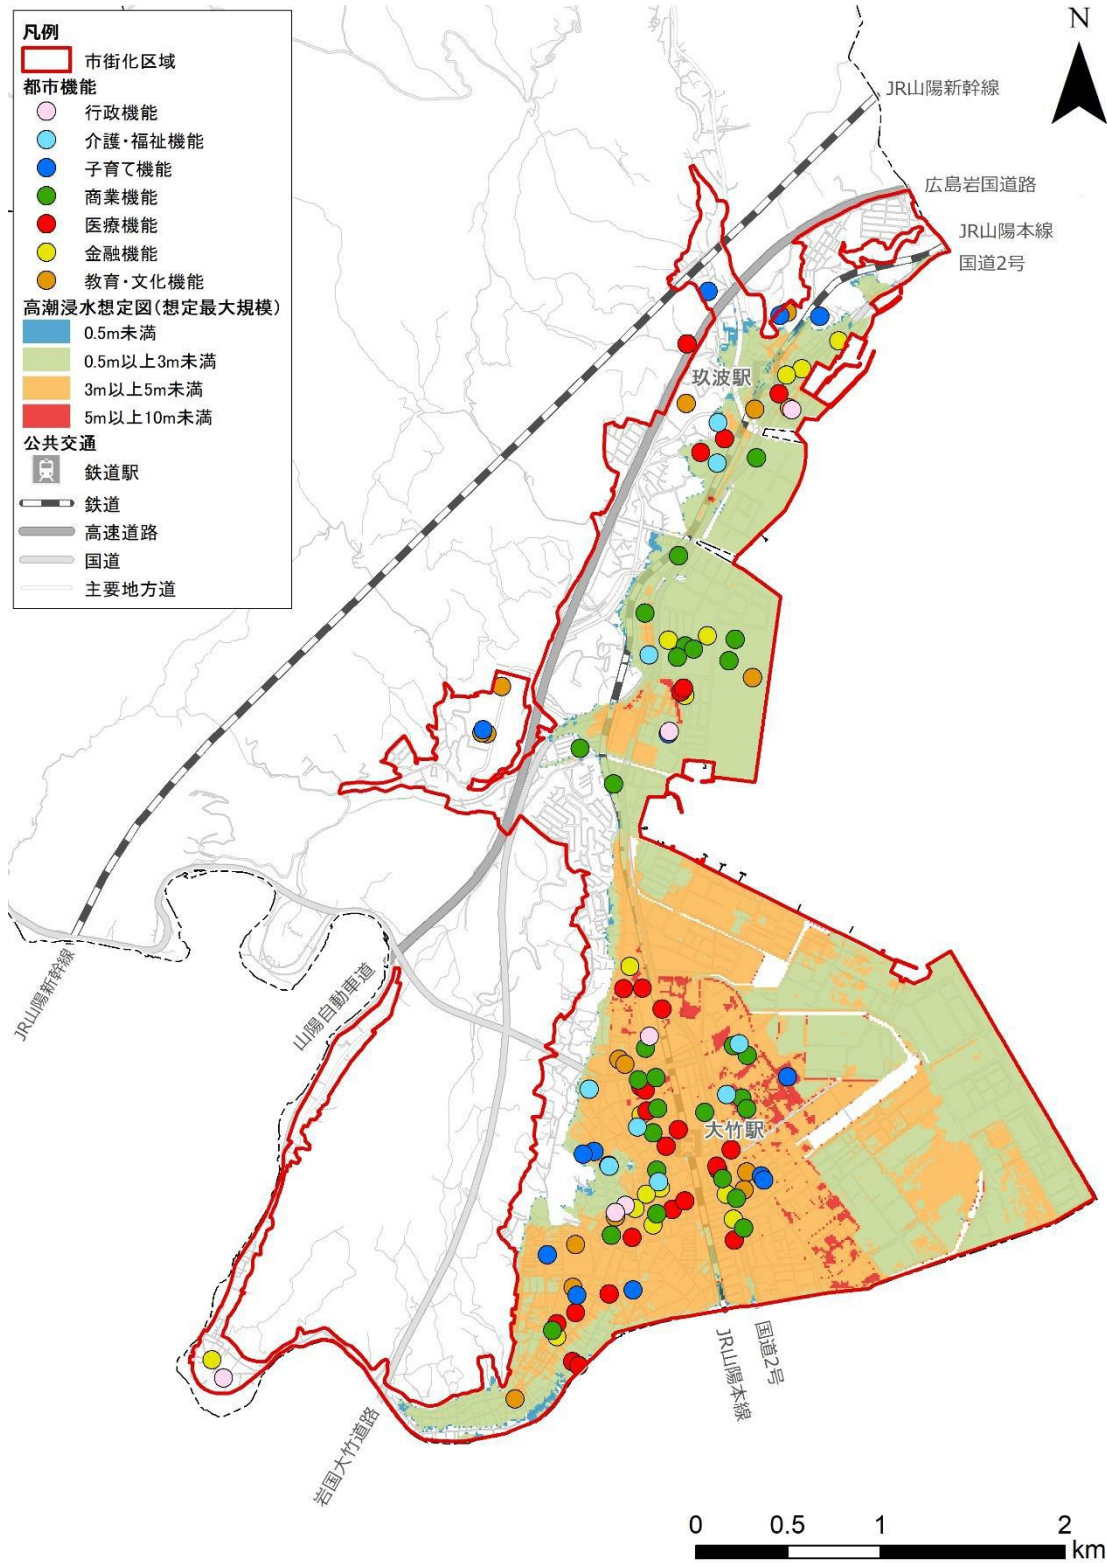 凡例
市街化区域
都市機能
行政機能
介護・福祉機能
子育て機能
商業機能
医療機能
金融機能
教育・文化機能
高潮浸水想定図(想定最大規模)
0.5m未満
0.5m以上3m未満
3m以上5m未満
5m以上10m未満
公共交通
鉄道駅
鉄道
高速道路
国道
主要地方道
N
JR山陽新幹線
広島岩国道路
JR山陽本線
国道2号
玖波駅
JR山陽新幹線
山陽自動車道
大竹駅
岩国大竹道路
JR山陽本線
国道2号
0 0.5 1 2
km